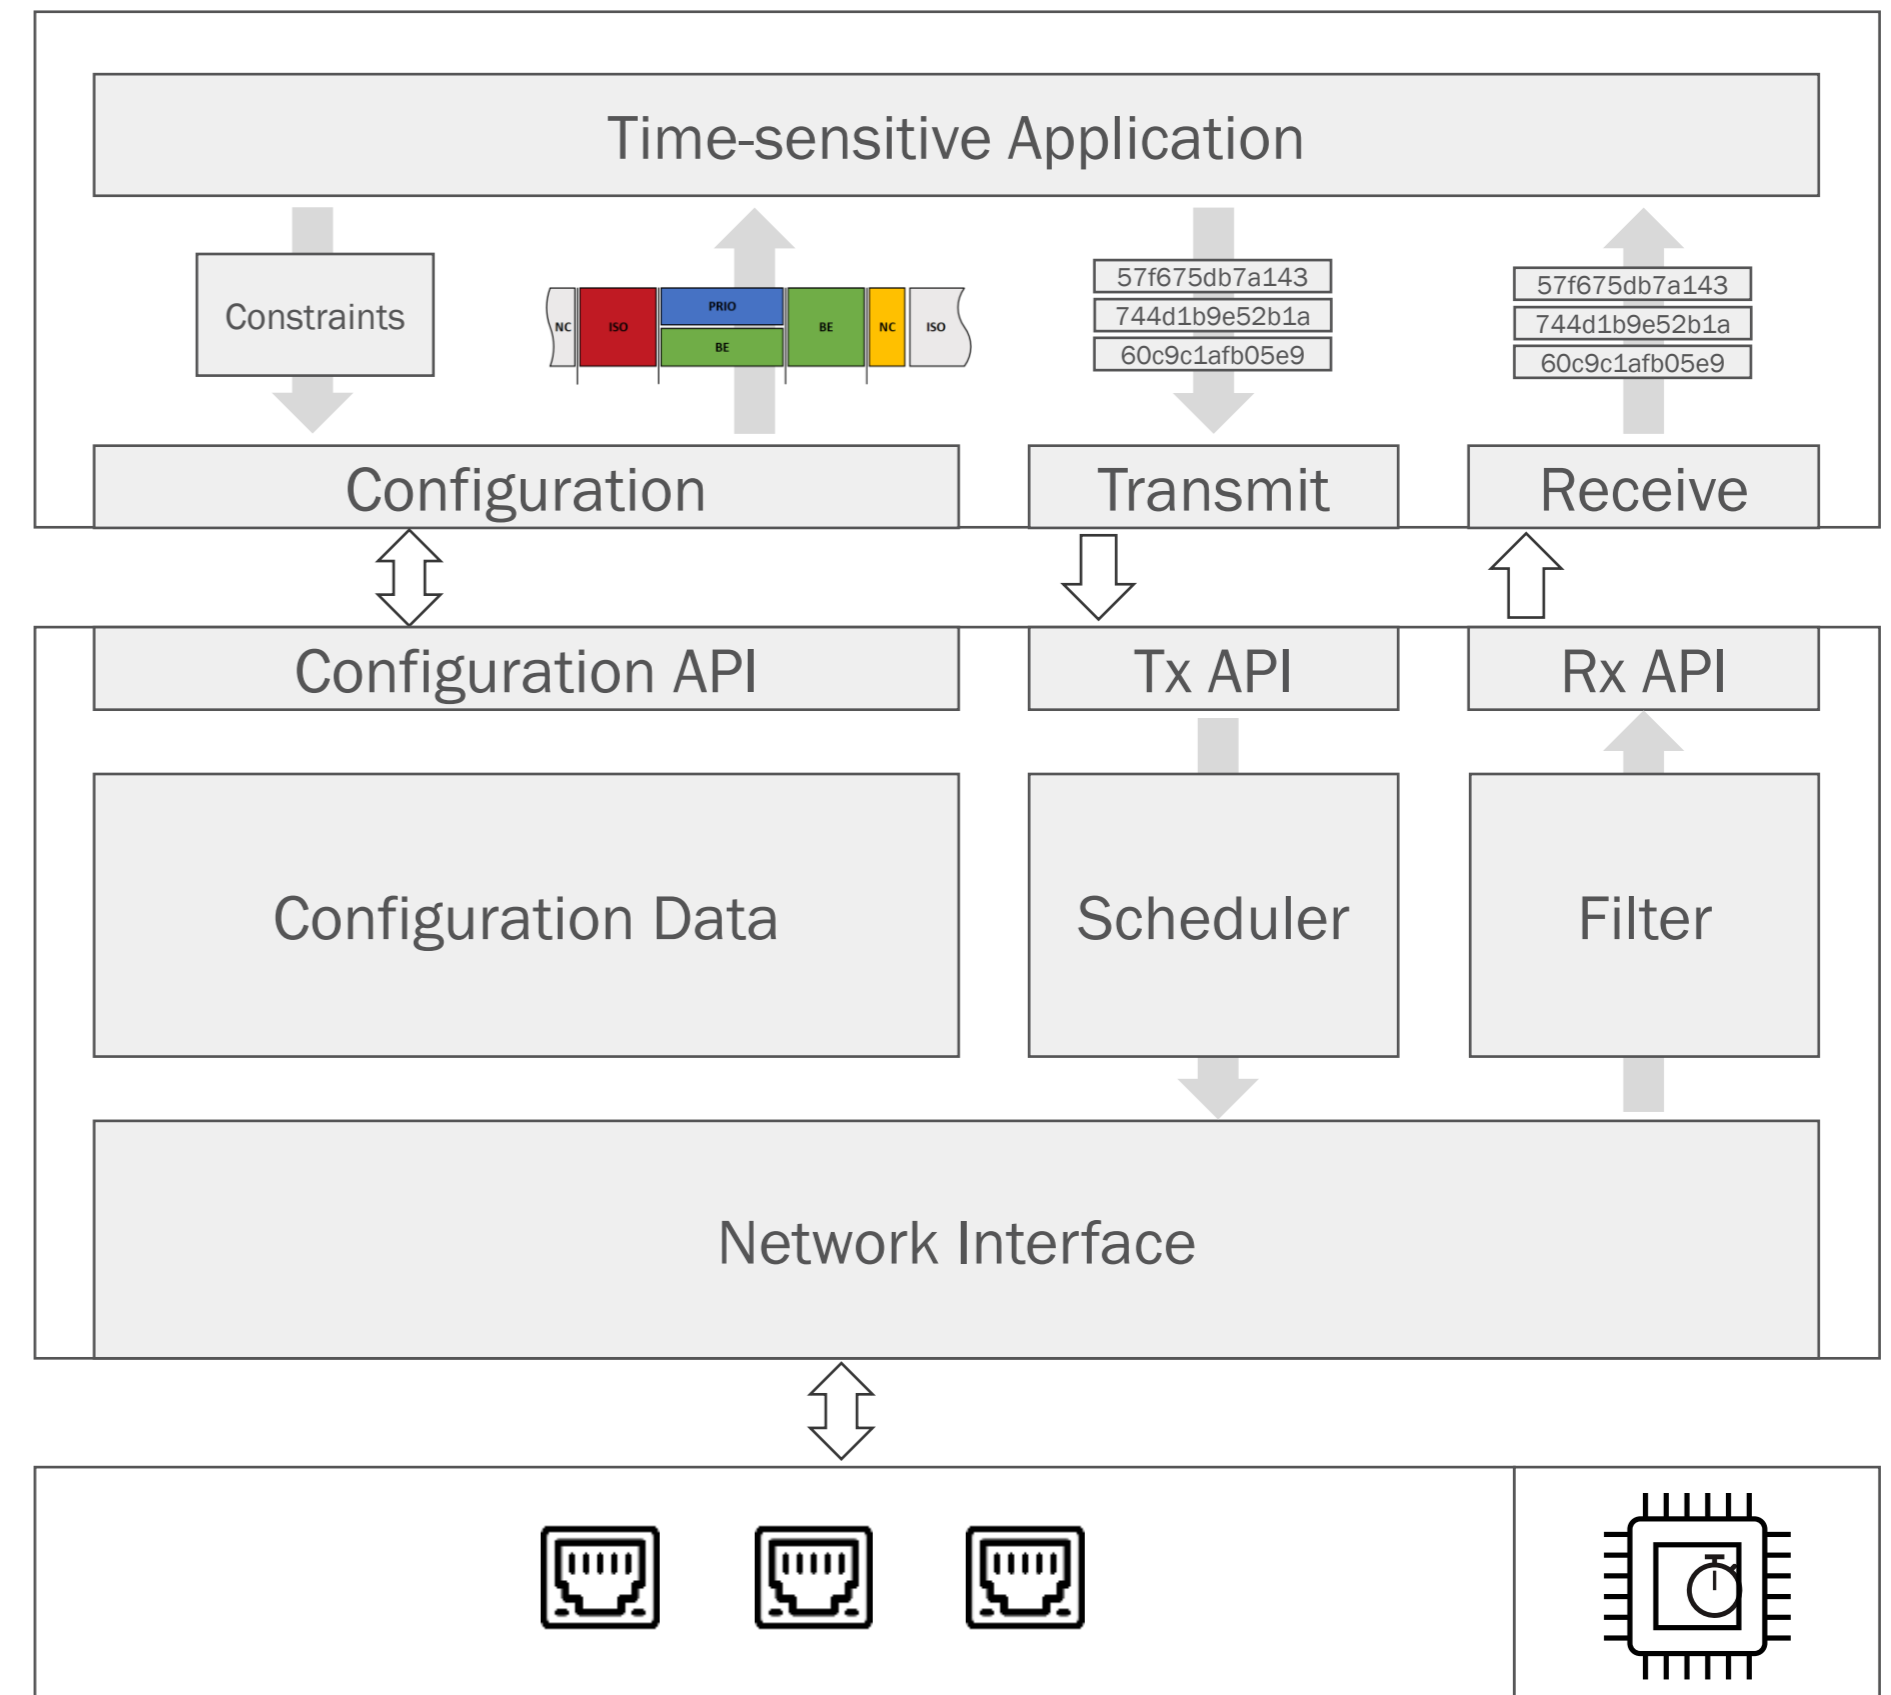 Time-sensitive Application
Constraints
NC
ISO
PRIO
BE
BE
NC
ISO
57f675db7a143
744d1b9e52b1a
60c9c1afb05e9
57f675db7a143
744d1b9e52b1a
60c9c1afb05e9
Configuration
Transmit
Receive
Configuration API
Tx API
Rx API
Configuration Data
Scheduler
Filter
Network Interface